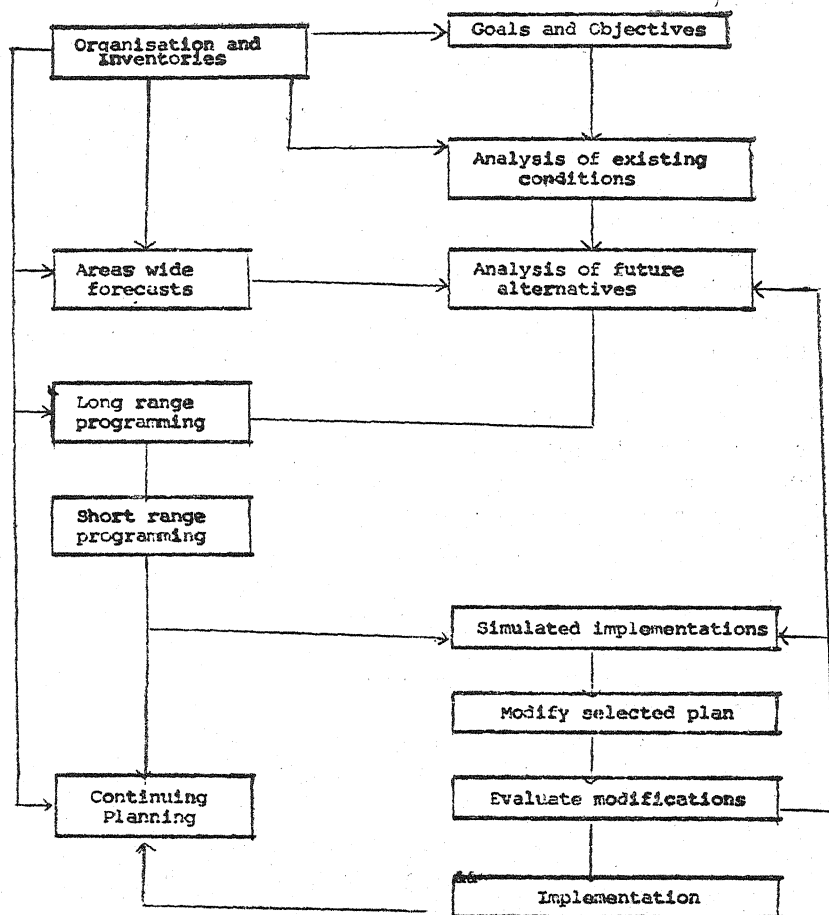 Organisation and
Inventories
Goals and Objectives
Analysis of existing
conditions
Areas wide
forecasts
Analysis of future
alternatives
Long range
programming
Short range
programming
Simulated implementations
Modify selected plan
Continuing
Planning
Evaluate modifications
Implementation